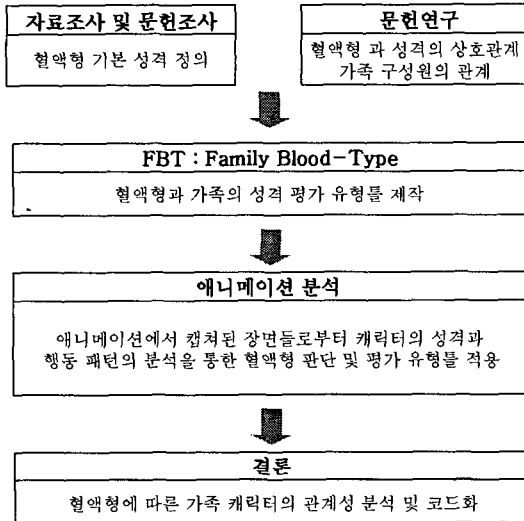 자료조사 및 문헌조사
혈액형 기본 성격 정의
문헌연구
혈액형 과 성격의 상호관계
가족 구성원의 관계
FBT : Family Blood-Type
혈액형과 가족의 성격 평가 유형틀 제작
애니메이션 분석
애니메이션에서 캡쳐된 장면들로부터 캐릭터의 성격과
행동 패턴의 분석을 통한 혈액형 판단 및 평가 유형틀 적용
결론
혈액형에 따른 가족 캐릭터의 관계성 분석 및 코드화